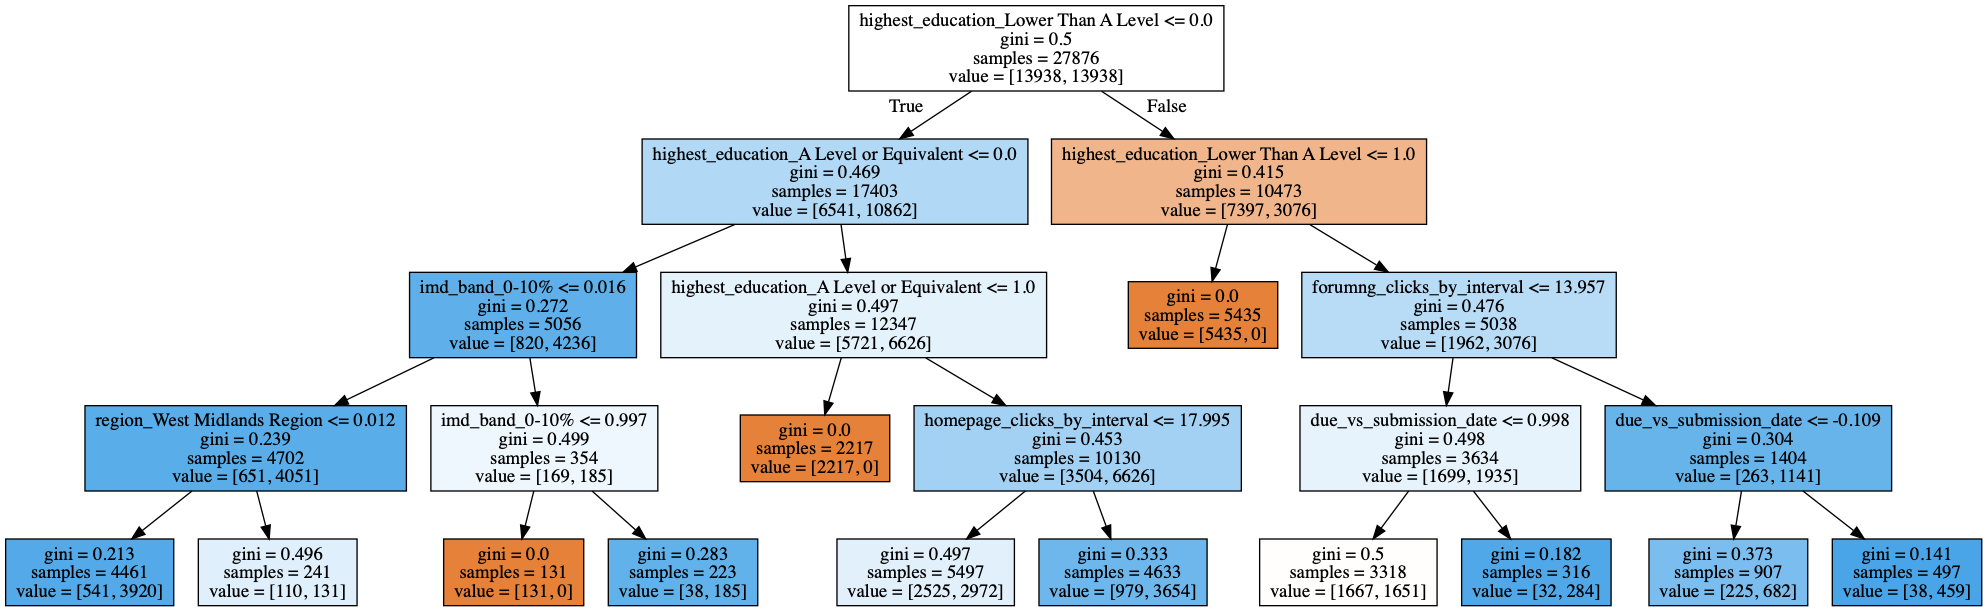 highest_education_Lower Than A Level <= 0.0
gini = 0.5
samples = 27876
value = [13938, 13938]
True
False
highest_education_A Level or Equivalent <= 0.0
gini = 0.469
samples = 17403
value = [6541, 10862]
highest_education_Lower Than A Level <= 1.0
gini = 0.415
samples = 10473
value = [7397, 3076]
imd_band_0-10% <= 0.016
gini = 0.272
samples = 5056
value = [820, 4236]
highest_education_A Level or Equivalent <= 1.0
gini = 0.497
samples = 12347
value = [5721, 6626]
gini = 0.0
samples = 5435
value = [5435, 0]
forumng_clicks_by_interval <= 13.957
gini = 0.476
samples = 5038
value = [1962, 3076]
region_West Midlands Region <= 0.012
gini = 0.239
samples = 4702
value = [651, 4051]
imd_band_0-10% <= 0.997
gini = 0.499
samples = 354
value = [169, 185]
gini = 0.0
samples = 2217
value = [2217, 0]
homepage_clicks_by_interval <= 17.995
gini = 0.453
samples = 10130
value = [3504, 6626]
due_vs_submission_date <= 0.998
gini = 0.498
samples = 3634
value = [1699, 1935]
due_vs_submission_date <= -0.109
gini = 0.304
samples = 1404
value = [263, 1141]
gini = 0.213
samples = 4461
value = [541, 3920]
gini = 0.496
samples = 241
value = [110, 131]
gini = 0.0
samples = 131
value = [131, 0]
gini = 0.283
samples = 223
value = [38, 185]
gini = 0.497
samples = 5497
value = [2525, 2972]
gini = 0.333
samples = 4633
value = [979, 3654]
gini = 0.5
samples = 3318
value = [1667, 1651]
gini = 0.182
samples = 316
value = [32, 284]
gini = 0.373
samples = 907
value = [225, 682]
gini = 0.141
samples = 497
value = [38, 459]